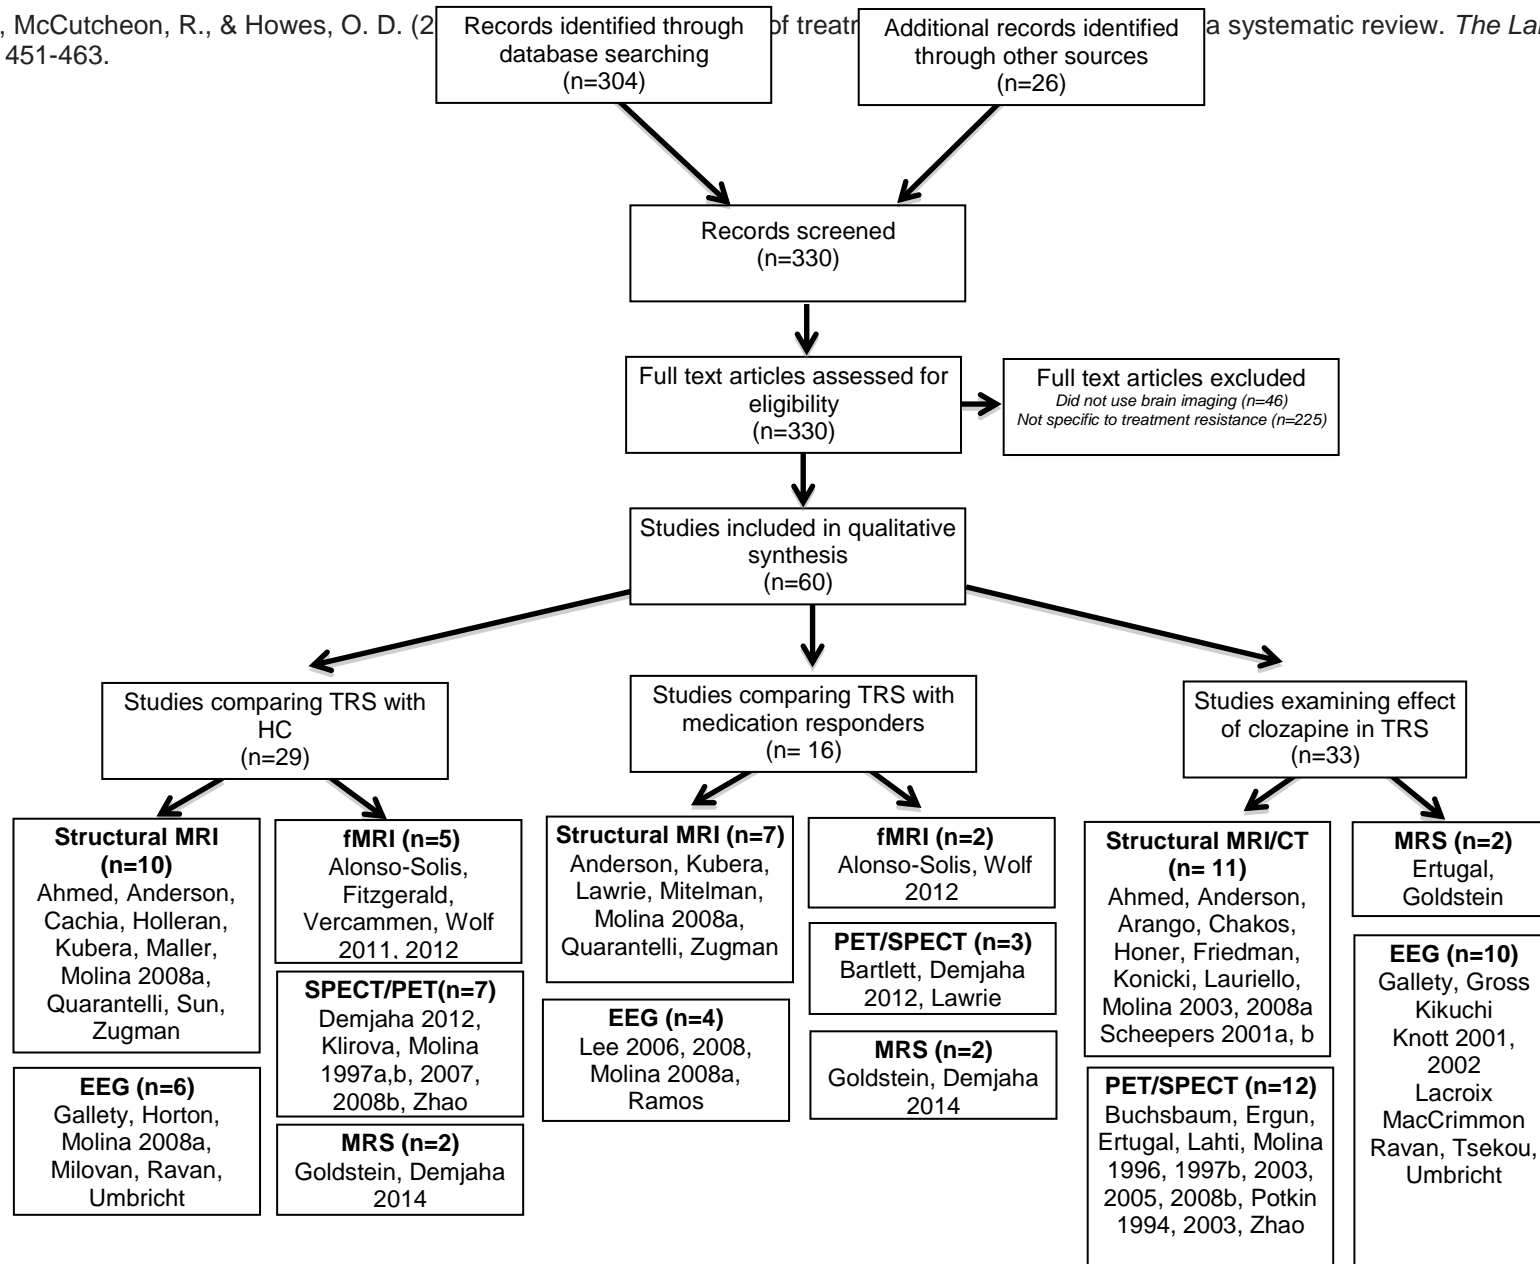 , McCutcheon, R., & Howes, O. D. (2
of treatr
a systematic review. The Lan
451-463.
Records identified through
database searching
(n=304)
Additional records identified
through other sources
(n=26)
Records screened
(n=330)
Full text articles assessed for
eligibility
(n=330)
Full text articles excluded
Did not use brain imaging (n=46)
Not specific to treatment resistance (n=225)
Studies included in qualitative
synthesis
(n=60)
Studies comparing TRS with
HC
(n=29)
Structural MRI
(n=10)
Ahmed, Anderson,
Cachia, Holleran,
Kubera, Maller,
Molina 2008a,
Quarantelli, Sun,
Zugman
EEG (n=6)
Gallety, Horton,
Molina 2008a,
Milovan, Ravan,
Umbricht
fMRI (n=5)
Alonso-Solis,
Fitzgerald,
Vercammen, Wolf
2011, 2012
SPECT/PET(n=7)
Demjaha 2012,
Klirova, Molina
1997a,b, 2007,
2008b, Zhao
MRS (n=2)
Goldstein, Demjaha
2014
Studies comparing TRS with
medication responders
(n= 16)
Structural MRI (n=7)
Anderson, Kubera,
Lawrie, Mitelman,
Molina 2008a,
Quarantelli, Zugman
EEG (n=4)
Lee 2006, 2008,
Molina 2008a,
Ramos
fMRI (n=2)
Alonso-Solis, Wolf
2012
PET/SPECT (n=3)
Bartlett, Demjaha
2012, Lawrie
MRS (n=2)
Goldstein, Demjaha
2014
Studies examining effect
of clozapine in TRS
(n=33)
Structural MRI/CT
(n= 11)
Ahmed, Anderson,
Arango, Chakos,
Honer, Friedman,
Konicki, Lauriello,
Molina 2003, 2008a
Scheepers 2001a, b
PET/SPECT (n=12)
Buchsbaum, Ergun,
Ertugal, Lahti, Molina
1996, 1997b, 2003,
2005, 2008b, Potkin
1994, 2003, Zhao
MRS (n=2)
Ertugal,
Goldstein
EEG (n=10)
Gallety, Gross
Kikuchi
Knott 2001,
2002
Lacroix
MacCrimmon
Ravan, Tsekou,
Umbricht